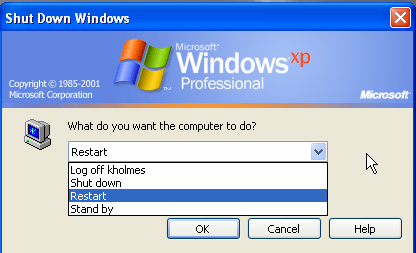 Shut Down Windows
Microsoft
Windows xp
Professional
Copyright © 1985-2001
Microsoft Corporation
Microsoft
What do you want the computer to do?
Restart
Log off kholmes
Shut down
Restart
Stand by
OK
Cancel
Help